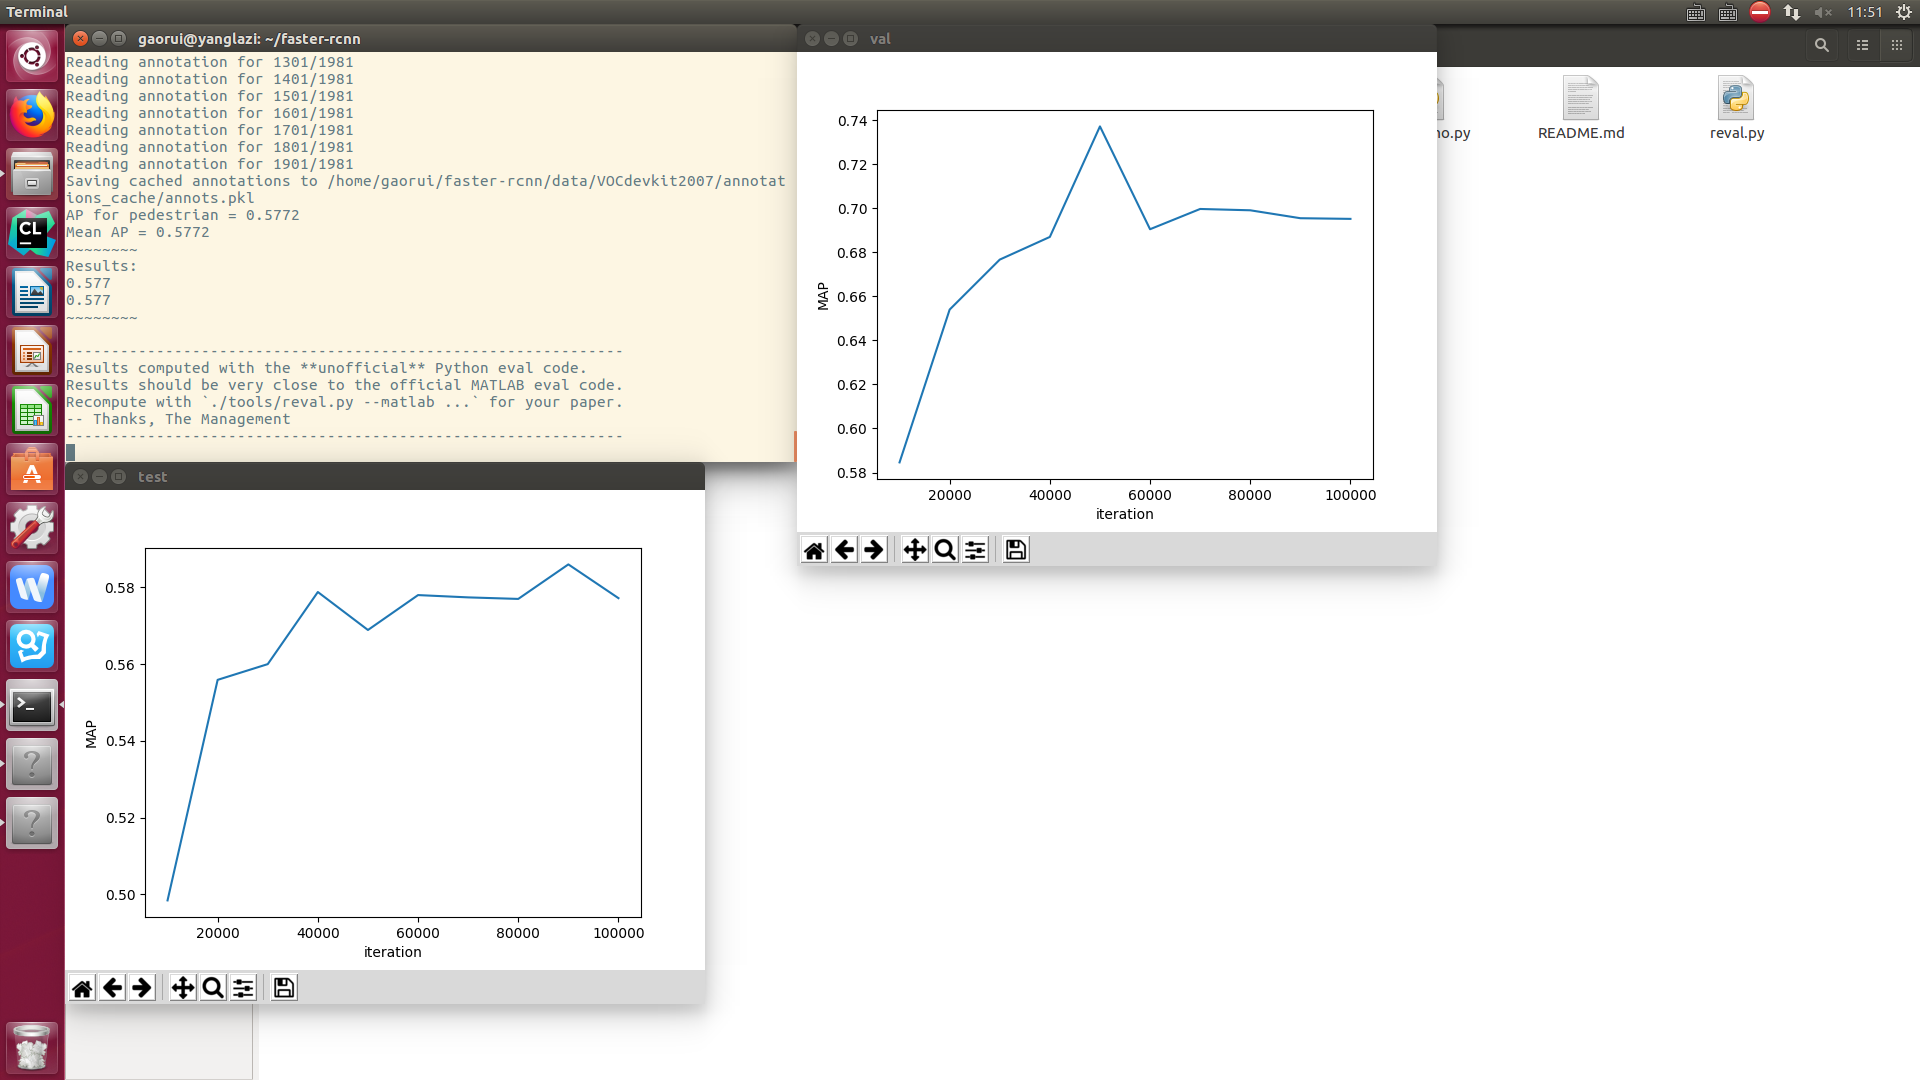 Terminal
11:51
gaorui@yanglazi: ~/faster-rcnn
Reading annotation for 1301/1981
Reading annotation for 1401/1981
Reading annotation for 1501/1981
Reading annotation for 1601/1981
Reading annotation for 1701/1981
Reading annotation for 1801/1981
Reading annotation for 1901/1981
Saving cached annotations to /home/gaorui/faster-rcnn/data/VOCdevkit2007/annotat
ions_cache/annots.pkl
AP for pedestrian = 0.5772
Mean AP = 0.5772
~~~~~~~~
Results:
0.577
0.577
~~~~~~~~
--------------------------------------------------------------
Results computed with the **unofficial** Python eval code.
Results should be very close to the official MATLAB eval code.
Recompute with `./tools/reval.py --matlab ...` for your paper.
-- Thanks, The Management
--------------------------------------------------------------
val
0.74
0.72
0.70
0.68
0.66
0.64
0.62
0.60
0.58
MAP
20000 40000 60000 80000 100000
iteration
no.py
README.md
reval.py
test
0.58
0.56
0.54
0.52
0.50
MAP
20000 40000 60000 80000 100000
iteration
CL
A
W